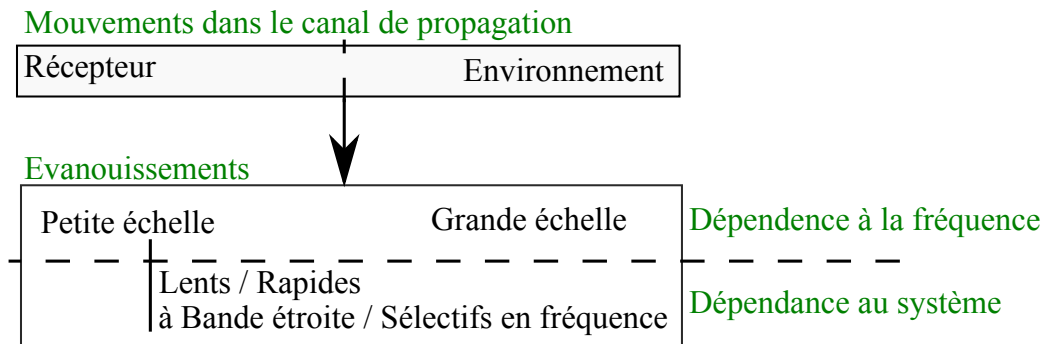 Mouvements dans le canal de propagation
Récepteur
Environnement
Evanouissements
Petite échelle
Grande échelle
Dépendence à la fréquence
Lents / Rapides
à Bande étroite / Sélectifs en fréquence
Dépendance au système